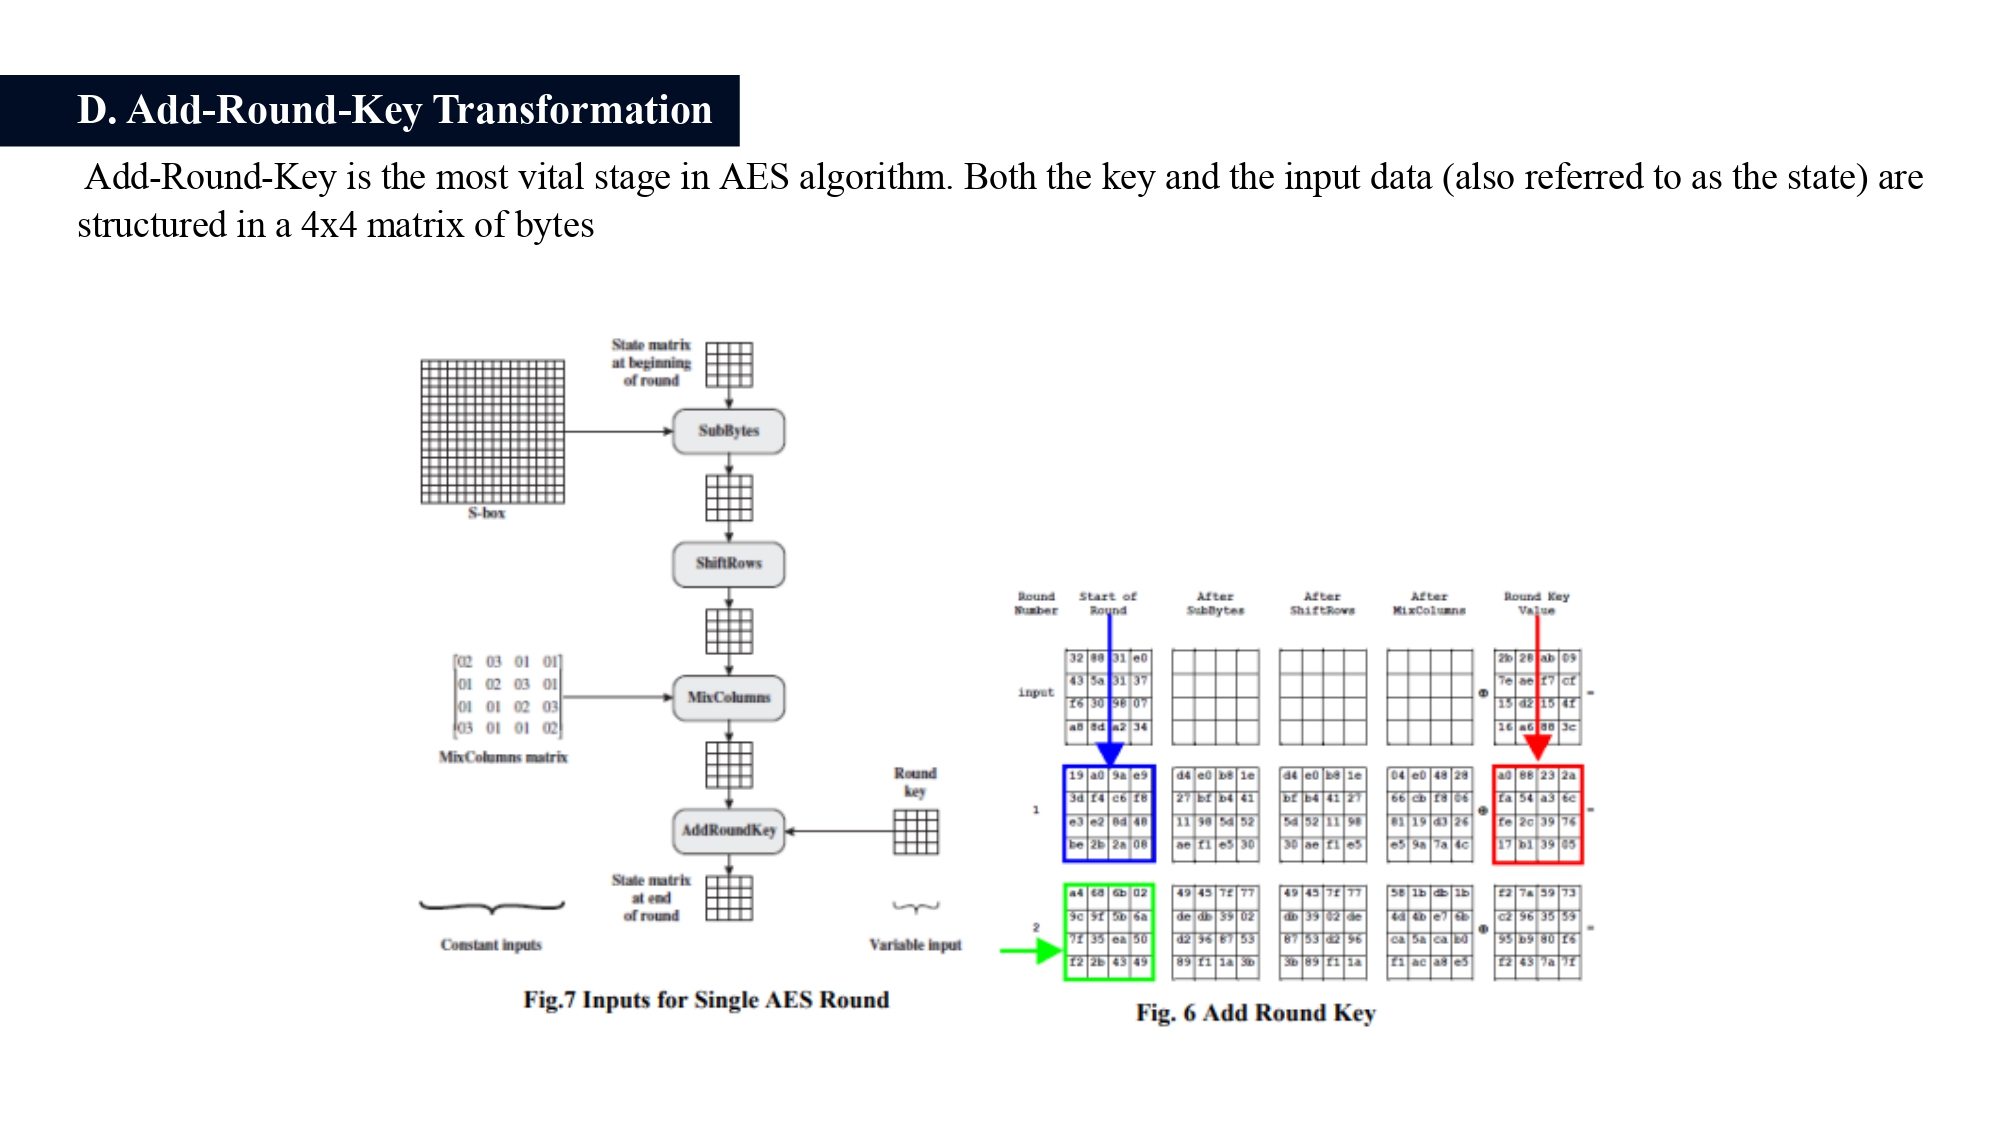 D. Add-Round-Key Transformation
Add-Round-Key is the most vital stage in AES algorithm. Both the key and the input data (also referred to as the state) are
structured in a 4x4 matrix of bytes
State matrix
at beginning
of round
SubBytes
S-box
ShiftRows
02 03 01 01
01 02 03 01
01 01 02 03
03 01 01 02
MixColumns matrix
MixColumns
Round
key
AddRoundKey
State matrix
at end
of round
Constant inputs
Variable input
Fig.7 Inputs for Single AES Round
Round Number
Start of Round
After SubBytes
After ShiftRows
After MixColumns
Round Key Value
input
32 88 31 e0 ⊕ 2b 28 ab 09 =
43 5a 31 37 7e ae f7 cf
f6 30 98 07 15 d2 15 4f
a8 8d a2 34 16 a6 88 3c
1
19 a0 9a e9 d4 e0 b8 1e d4 e0 b8 1e 04 e0 48 28 ⊕ a0 88 23 2a =
3d f4 c6 f8 27 bf b4 41 bf b4 41 27 66 cb f8 06 fa 54 a3 6c
e3 e2 8d 48 11 98 5d 52 5d 52 11 98 81 19 d3 26 fe 2c 39 76
be 2b 2a 08 ae f1 e5 30 30 ae f1 e5 e5 9a 7a 4c 17 b1 39 05
2
a4 68 6b 02 49 45 7f 77 49 45 7f 77 58 1b db 1b ⊕ f2 7a 59 73 =
9c 9f 5b 6a de db 39 02 db 39 02 de 4d 4b e7 6b c2 96 35 59
7f 35 ea 50 d2 96 87 53 87 53 d2 96 ca 5a ca b0 95 b9 80 f6
f2 2b 43 49 89 f1 1a 3b 3b 89 f1 1a f1 ac a8 e5 f2 43 7a 7f
Fig. 6 Add Round Key